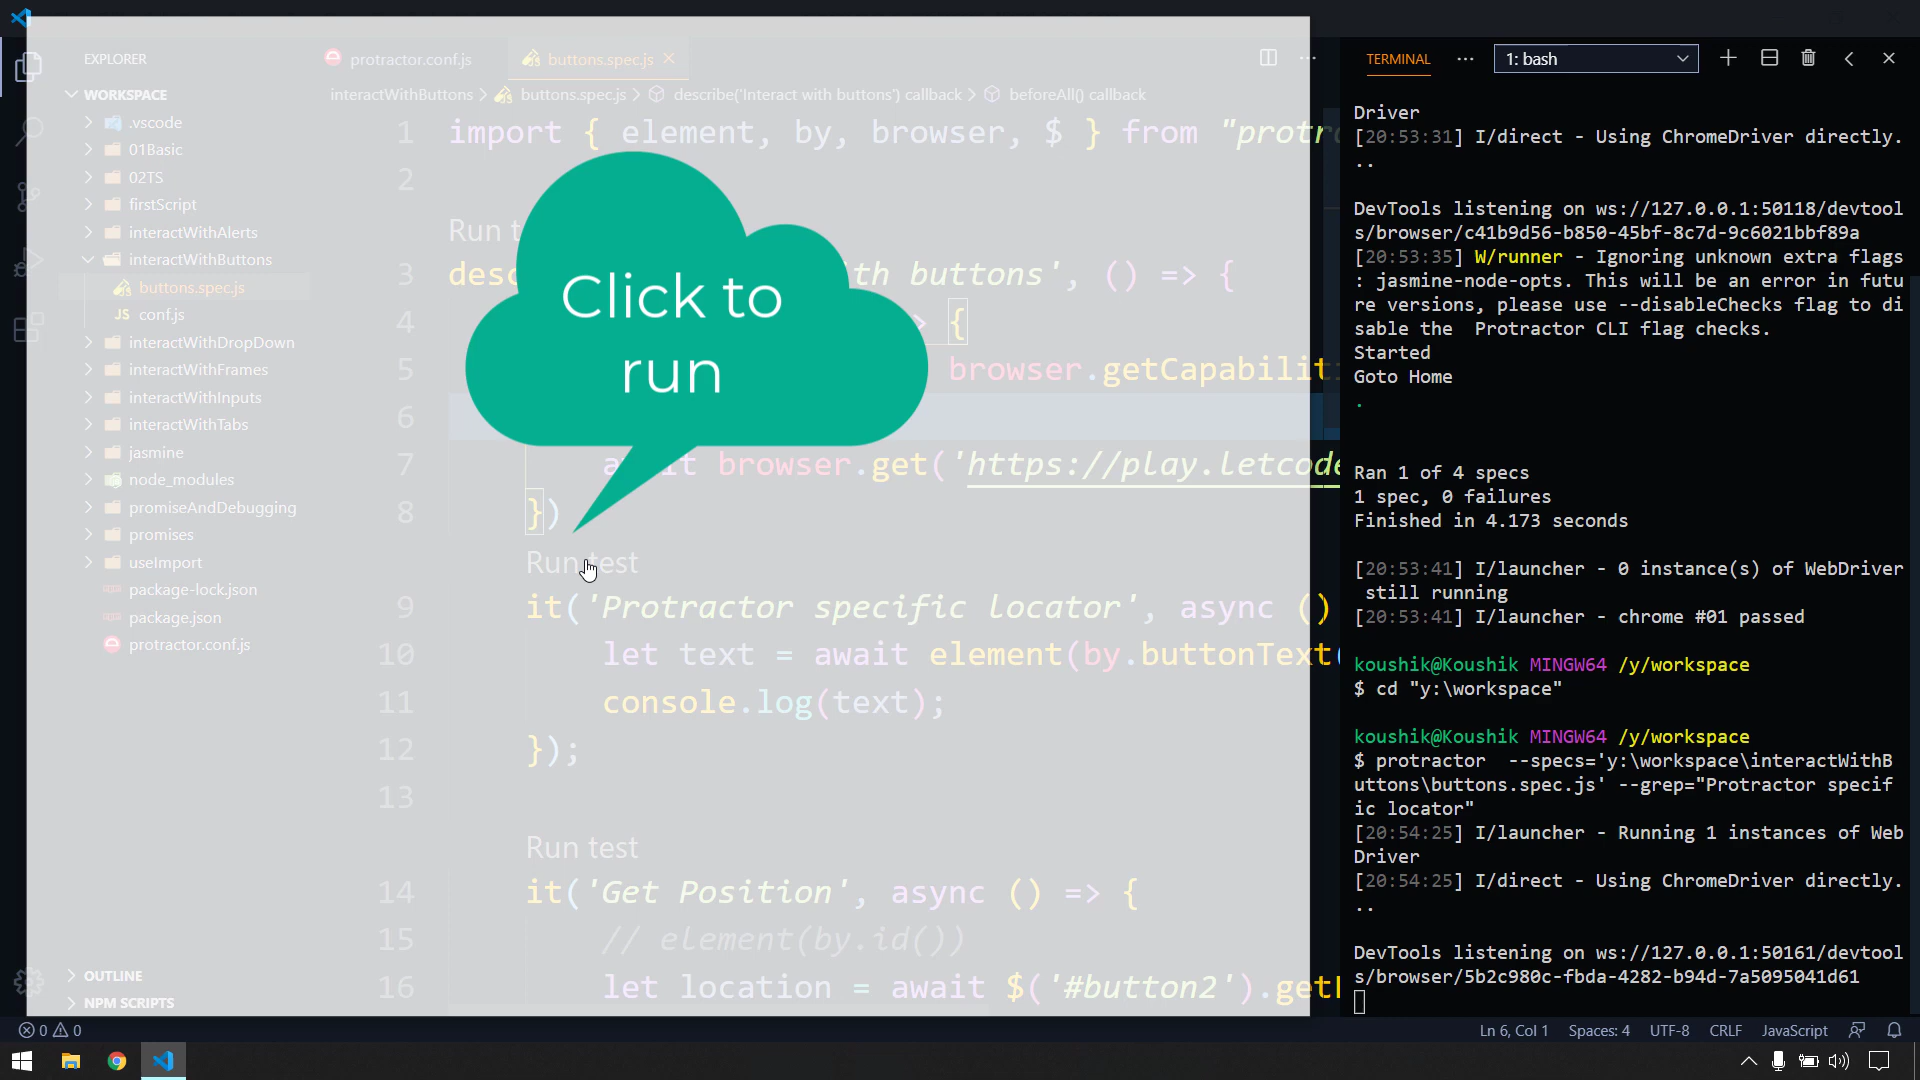 EXPLORER
WORKSPACE
.vscode
01Basic
02TS
firstScript
interactWithAlerts
interactWithButtons
buttons.spec.js
JS conf.js
interactWithDropDown
interactWithFrames
interactWithInputs
interactWithTabs
jasmine
node_modules
promiseAndDebugging
promises
useImport
package-lock.json
package.json
protractor.conf.js
OUTLINE
NPM SCRIPTS
protractor.conf.js
buttons.spec.js
interactWithButtons > buttons.spec.js > describe('Interact with buttons') callback > beforeAll() callback
1 import { element, by, browser, $ } from "protr
2
Run t
3 desc ith buttons', () => {
4 > {
5 browser.getCapabilit
6
7 await browser.get('https://play.letcode
8 })
Run test
9 it('Protractor specific locator', async ()
10 let text = await element(by.buttonText(
11 console.log(text);
12 });
13
Run test
14 it('Get Position', async () => {
15 // element(by.id())
16 let location = await $('#button2').getL
Click to
run
TERMINAL ... 1: bash
Driver
[20:53:31] I/direct - Using ChromeDriver directly.
..
DevTools listening on ws://127.0.0.1:50118/devtool
s/browser/c41b9d56-b850-45bf-8c7d-9c6021bbf89a
[20:53:35] W/runner - Ignoring unknown extra flags
: jasmine-node-opts. This will be an error in futu
re versions, please use --disableChecks flag to di
sable the  Protractor CLI flag checks.
Started
Goto Home
.
Ran 1 of 4 specs
1 spec, 0 failures
Finished in 4.173 seconds
[20:53:41] I/launcher - 0 instance(s) of WebDriver
still running
[20:53:41] I/launcher - chrome #01 passed
koushik@Koushik MINGW64 /y/workspace
$ cd "y:\workspace"
koushik@Koushik MINGW64 /y/workspace
$ protractor  --specs='y:\workspace\interactWithB
uttons\buttons.spec.js' --grep="Protractor specif
ic locator"
[20:54:25] I/launcher - Running 1 instances of Web
Driver
[20:54:25] I/direct - Using ChromeDriver directly.
..
DevTools listening on ws://127.0.0.1:50161/devtool
s/browser/5b2c980c-fbda-4282-b94d-7a5095041d61
0 0
Ln 6, Col 1 Spaces: 4 UTF-8 CRLF JavaScript